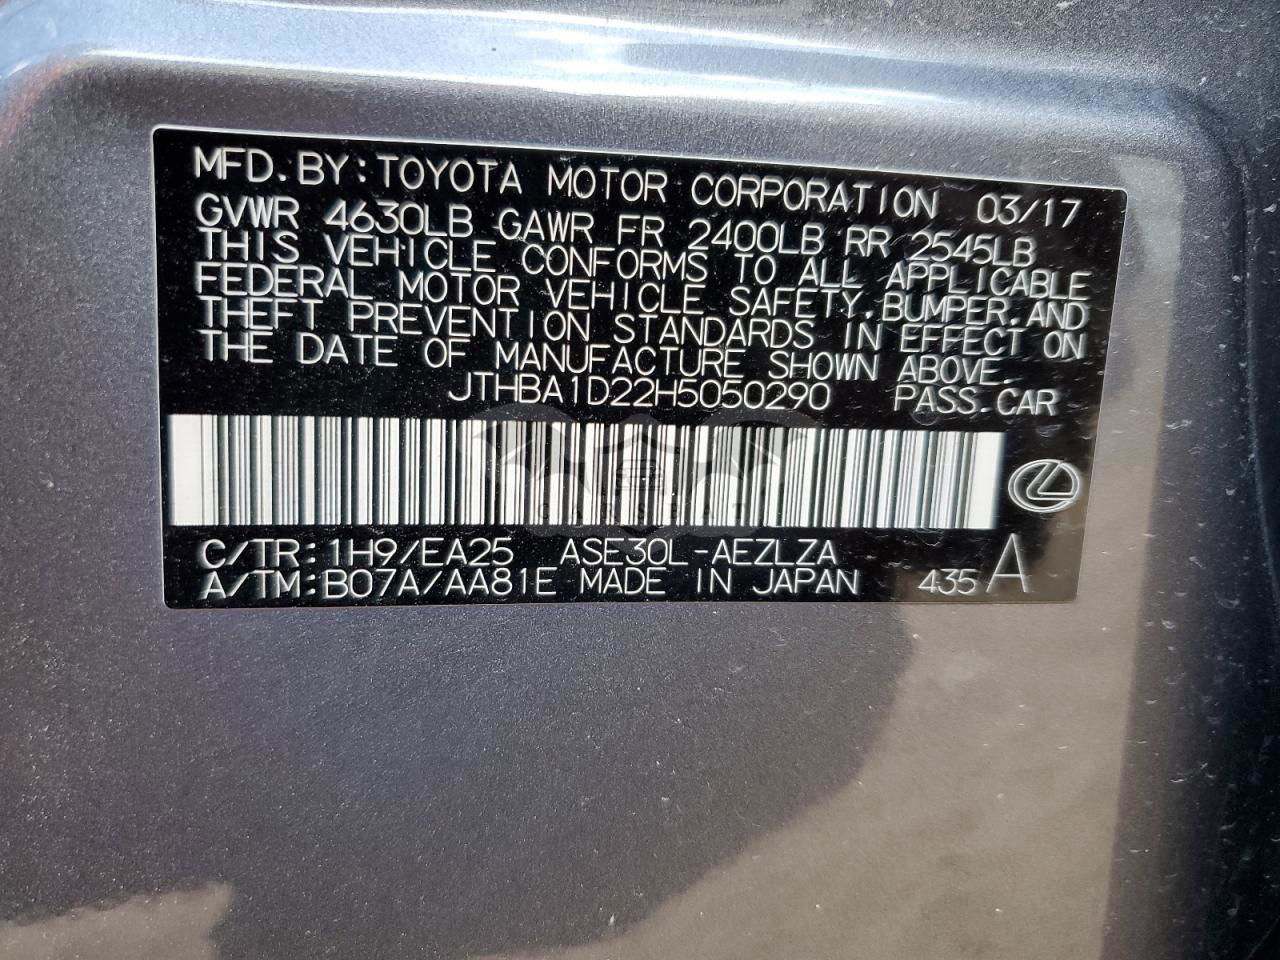 MFD.BY:TOYOTA MOTOR CORPORATION 03/17
GVWR 4630LB GAWR FR 2400LB RR 2545LB
THIS VEHICLE CONFORMS TO ALL APPLICABLE
FEDERAL MOTOR VEHICLE SAFETY,BUMPER,AND
THEFT PREVENTION STANDARDS IN EFFECT ON
THE DATE OF MANUFACTURE SHOWN ABOVE.
JTHBA1D22H5050290 PASS.CAR
CARSBAT
C/TR:1H9/EA25 ASE30L-AEZLZA
A/TM:B07A/AA81E MADE IN JAPAN 435 A